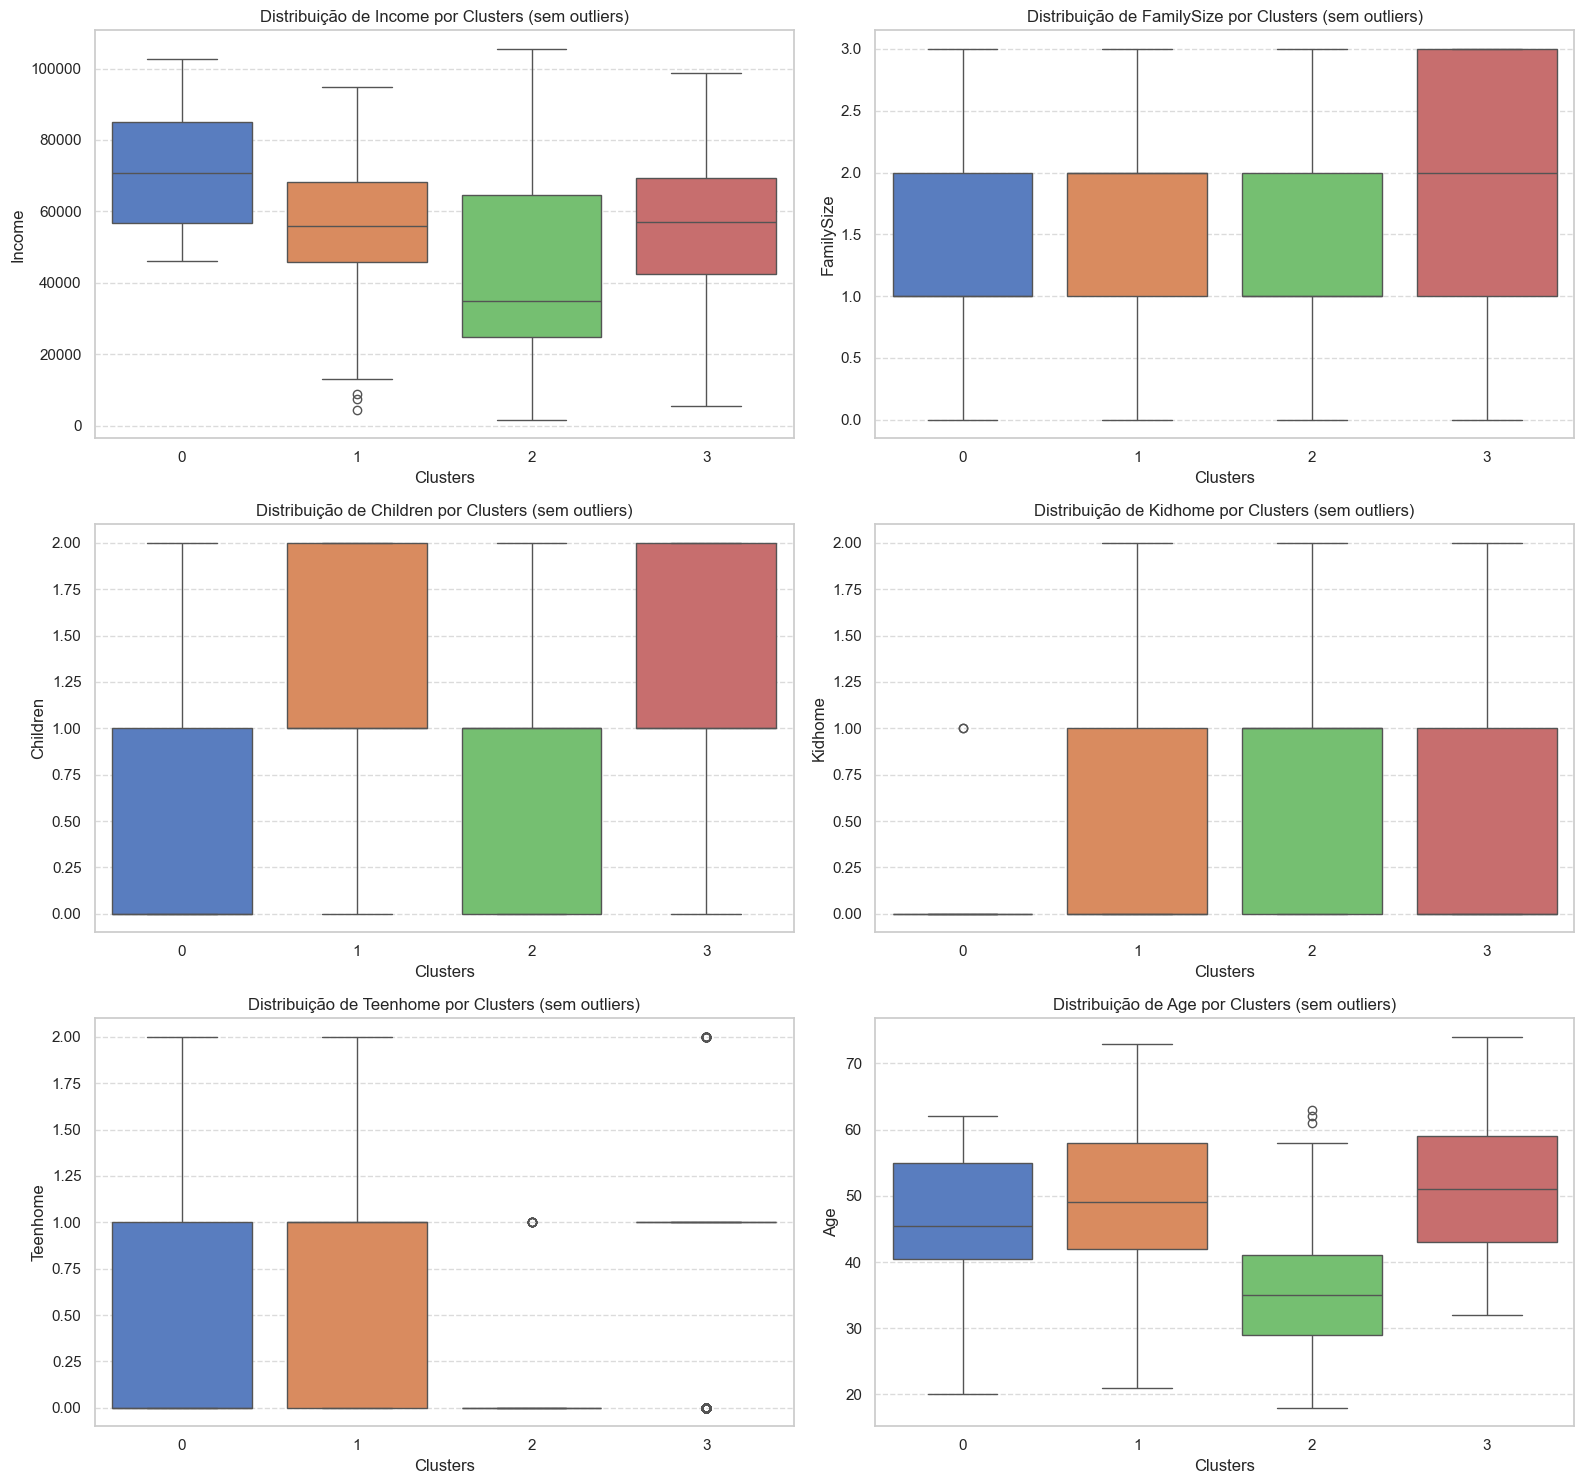 Distribuição de Income por Clusters (sem outliers)
Income
100000
80000
60000
40000
20000
0
0 1 2 3
Clusters
Distribuição de FamilySize por Clusters (sem outliers)
FamilySize
3.0
2.5
2.0
1.5
1.0
0.5
0.0
0 1 2 3
Clusters
Distribuição de Children por Clusters (sem outliers)
Children
2.00
1.75
1.50
1.25
1.00
0.75
0.50
0.25
0.00
0 1 2 3
Clusters
Distribuição de Kidhome por Clusters (sem outliers)
Kidhome
2.00
1.75
1.50
1.25
1.00
0.75
0.50
0.25
0.00
0 1 2 3
Clusters
Distribuição de Teenhome por Clusters (sem outliers)
Teenhome
2.00
1.75
1.50
1.25
1.00
0.75
0.50
0.25
0.00
0 1 2 3
Clusters
Distribuição de Age por Clusters (sem outliers)
Age
70
60
50
40
30
20
0 1 2 3
Clusters